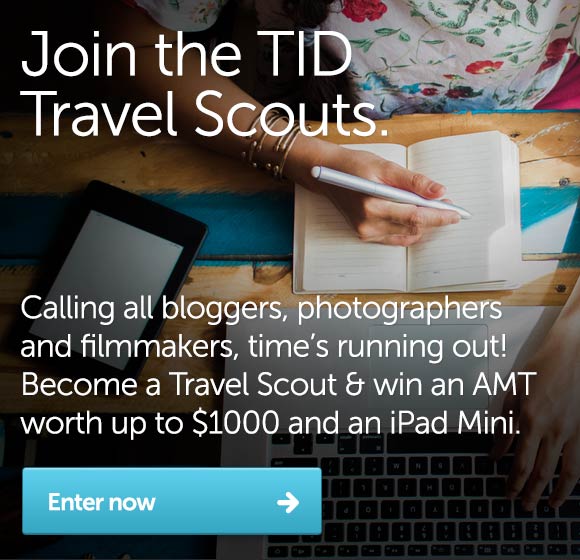 Join the TID
Travel Scouts.
Calling all bloggers, photographers
and filmmakers, time's running out!
Become a Travel Scout & win an AMT
worth up to $1000 and an iPad Mini.
Enter now